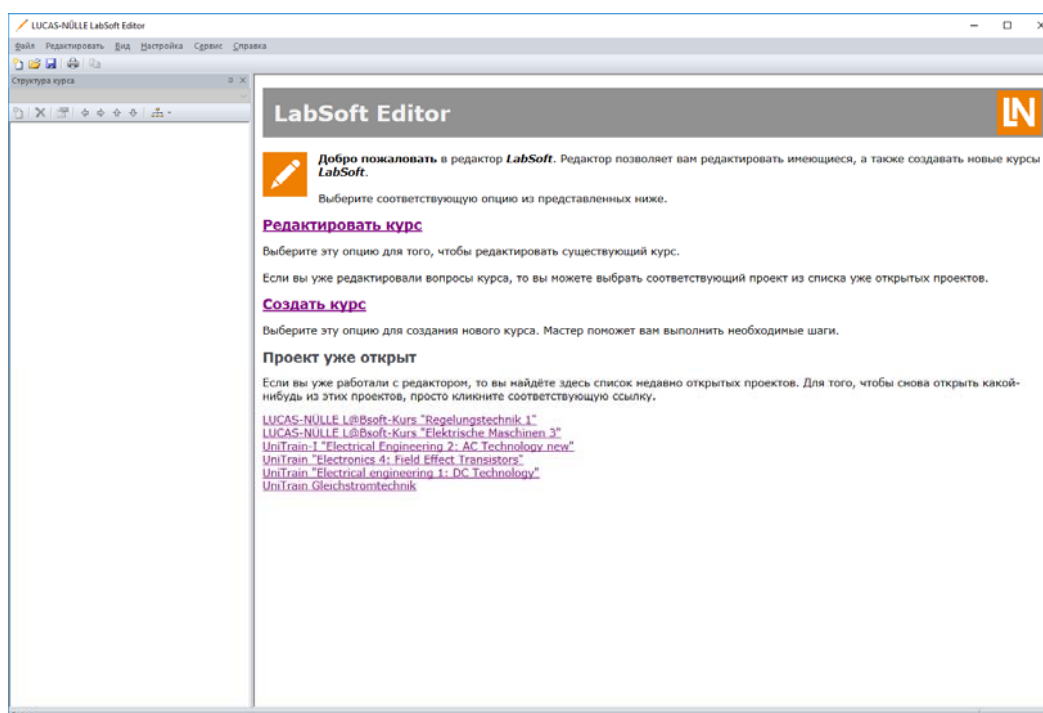 LUCAS-NÜLLE LabSoft Editor
Файл Редактировать Вид Настройка Сервис Справка
Структура курса
LabSoft Editor
LN
Добро пожаловать в редактор LabSoft. Редактор позволяет вам редактировать имеющиеся, а также создавать новые курсы
LabSoft.
Выберите соответствующую опцию из представленных ниже.
Редактировать курс
Выберите эту опцию для того, чтобы редактировать существующий курс.
Если вы уже редактировали вопросы курса, то вы можете выбрать соответствующий проект из списка уже открытых проектов.
Создать курс
Выберите эту опцию для создания нового курса. Мастер поможет вам выполнить необходимые шаги.
Проект уже открыт
Если вы уже работали с редактором, то вы найдёте здесь список недавно открытых проектов. Для того, чтобы снова открыть какой-
нибудь из этих проектов, просто кликните соответствующую ссылку.
LUCAS-NÜLLE L@Bsoft-Kurs "Regelungstechnik 1"
LUCAS-NÜLLE L@Bsoft-Kurs "Elektrische Maschinen 3"
UniTrain-I "Electrical Engineering 2: AC Technology new"
UniTrain "Electronics 4: Field Effect Transistors"
UniTrain "Electrical engineering 1: DC Technology"
UniTrain Gleichstromtechnik